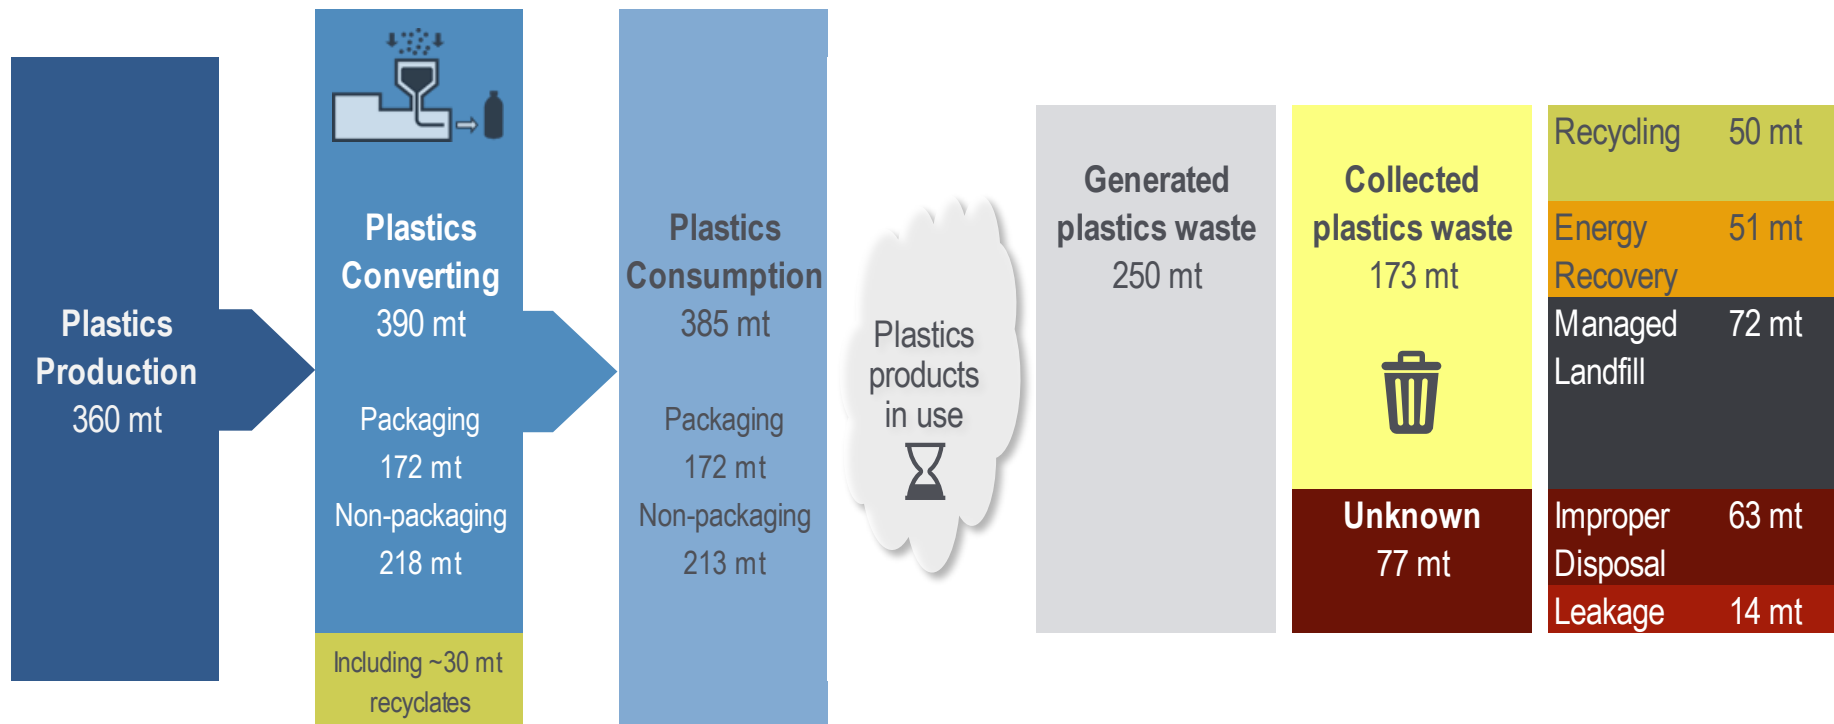 Plastics
Production
360 mt
Plastics
Converting
390 mt
Packaging
172 mt
Non-packaging
218 mt
Including ~30 mt
recyclates
Plastics
Consumption
385 mt
Packaging
172 mt
Non-packaging
213 mt
Plastics
products
in use
Generated
plastics waste
250 mt
Collected
plastics waste
173 mt
Unknown
77 mt
Recycling 50 mt
Energy 51 mt
Recovery
Managed 72 mt
Landfill
Improper 63 mt
Disposal
Leakage 14 mt